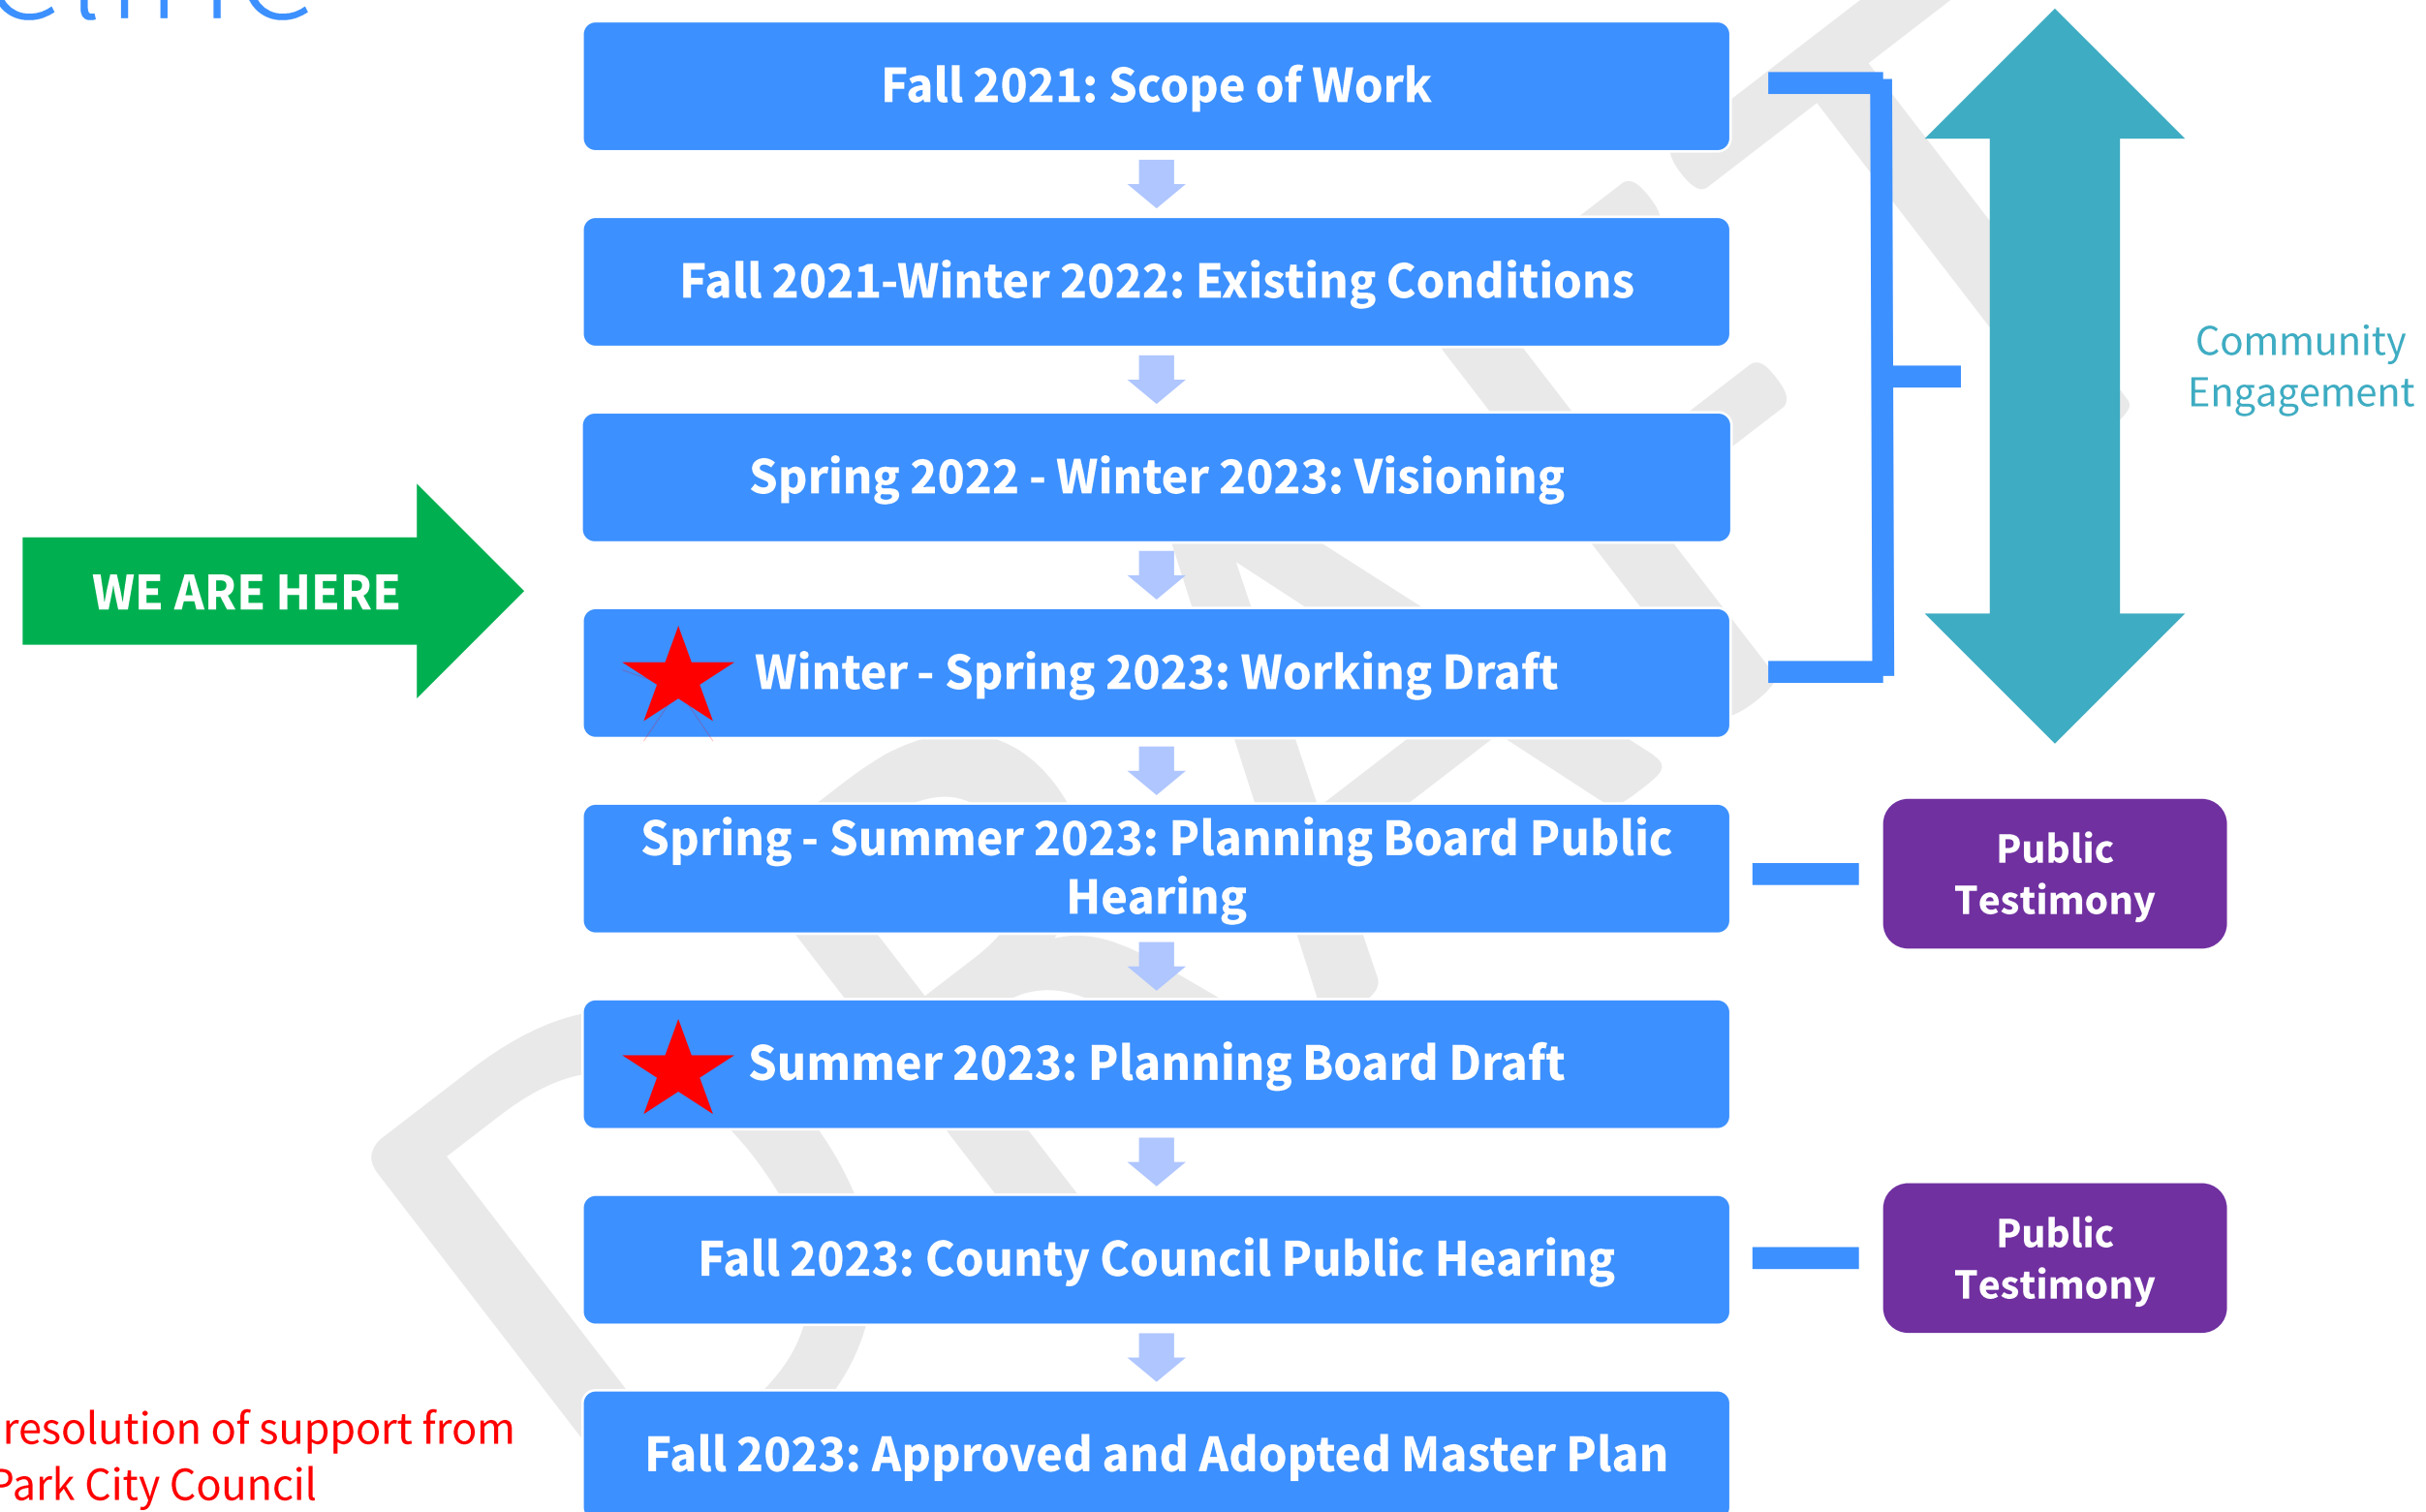 Fall 2021: Scope of Work
Fall 2021-Winter 2022: Existing Conditions
Community
Engagement
Spring 2022 - Winter 2023: Visioning
WE ARE HERE
Winter - Spring 2023: Working Draft
Spring - Summer 2023: Planning Board Public
Hearing
Public
Testimony
Summer 2023: Planning Board Draft
Fall 2023: County Council Public Hearing
Public
Testimony
resolution of support from
Park City Council
Fall 2023: Approved and Adopted Master Plan